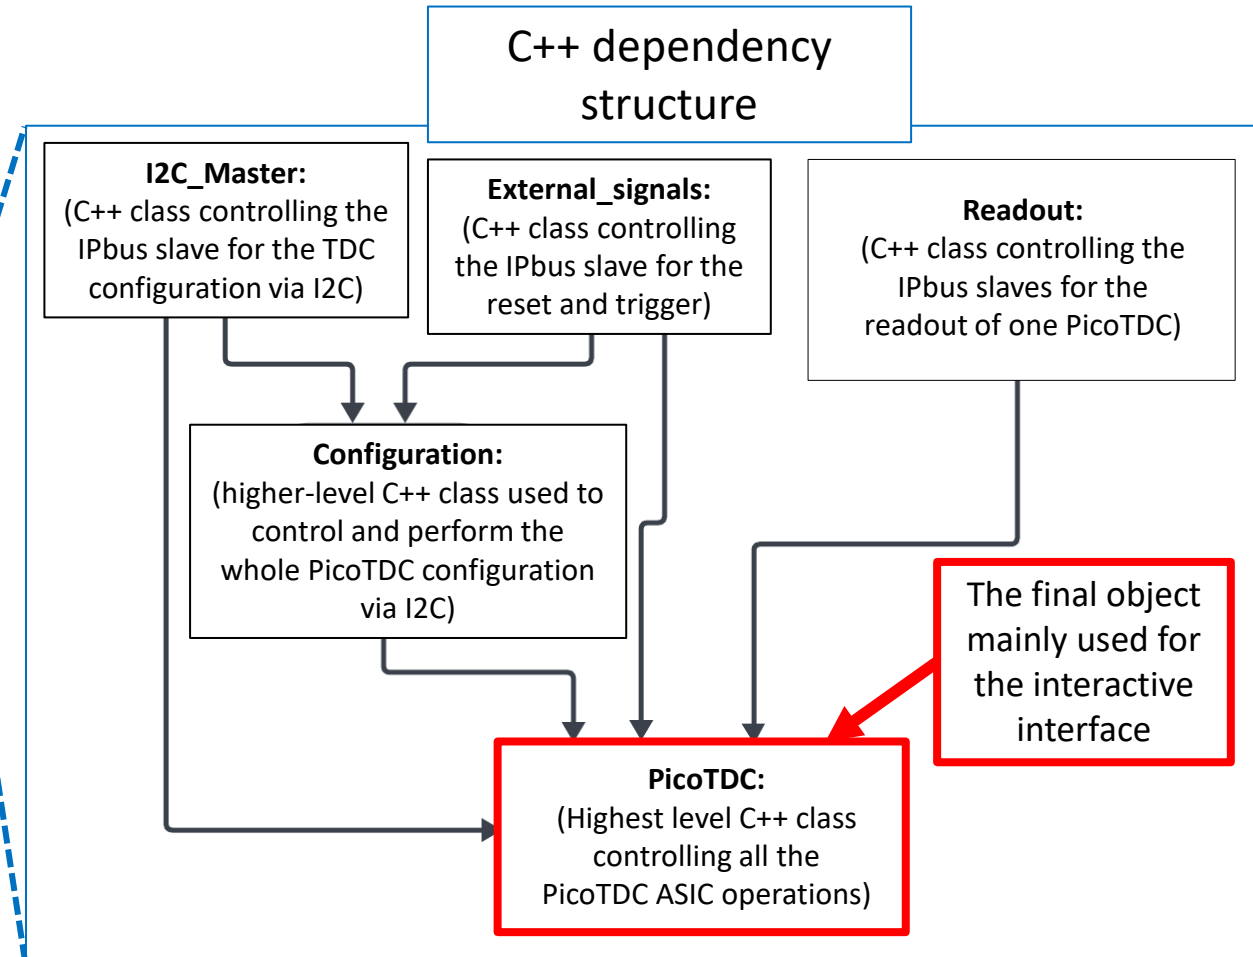 C++ dependency
structure
I2C_Master:
(C++ class controlling the
IPbus slave for the TDC
configuration via I2C)
External_signals:
(C++ class controlling
the IPbus slave for the
reset and trigger)
Readout:
(C++ class controlling the
IPbus slaves for the
readout of one PicoTDC)
Configuration:
(higher-level C++ class used to
control and perform the
whole PicoTDC configuration
via I2C)
The final object
mainly used for
the interactive
interface
PicoTDC:
(Highest level C++ class
controlling all the
PicoTDC ASIC operations)